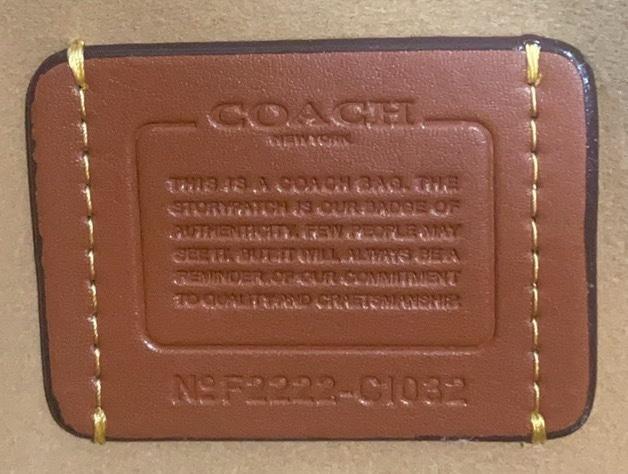 COACH
NEW YORK
THIS IS A COACH BAG. THE
STORYPATCH IS OUR BADGE OF
AUTHENTICITY. FEW PEOPLE MAY
SEE IT, BUT IT WILL ALWAYS BE A
REMINDER OF OUR COMMITMENT
TO QUALITY AND CRAFTSMANSHIP.
Nº F2222-C1032